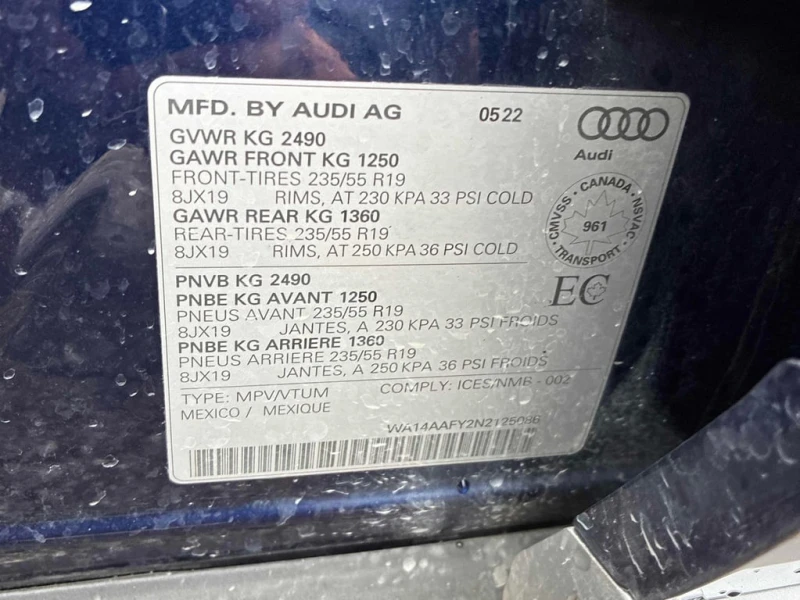 MFD. BY AUDI AG 0522
Audi
GVWR KG 2490
GAWR FRONT KG 1250
FRONT-TIRES 235/55 R19
8JX19 RIMS, AT 230 KPA 33 PSI COLD
GAWR REAR KG 1360
REAR-TIRES 235/55 R19
8JX19 RIMS, AT 250 KPA 36 PSI COLD
CMVSS · CANADA · NSVAC · TRANSPORT ·
961
EC
PNVB KG 2490
PNBE KG AVANT 1250
PNEUS AVANT 235/55 R19
8JX19 JANTES, A 230 KPA 33 PSI FROIDS
PNBE KG ARRIERE 1360
PNEUS ARRIERE 235/55 R19
8JX19 JANTES, A 250 KPA 36 PSI FROIDS
TYPE: MPV/VTUM COMPLY: ICES/NMB - 002
MEXICO / MEXIQUE